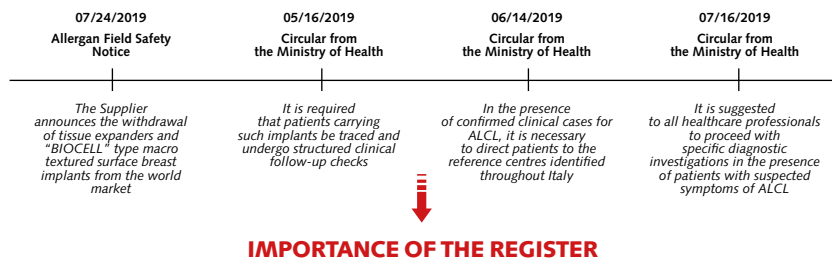 07/24/2019
Allergan Field Safety
Notice
The Supplier
announces the withdrawal
of tissue expanders and
“BIOCELL” type macro
textured surface breast
implants from the world
market
05/16/2019
Circular from
the Ministry of Health
It is required
that patients carrying
such implants be traced and
undergo structured clinical
follow-up checks
06/14/2019
Circular from
the Ministry of Health
In the presence
of confirmed clinical cases for
ALCL, it is necessary
to direct patients to the
reference centres identified
throughout Italy
07/16/2019
Circular from
the Ministry of Health
It is suggested
to all healthcare professionals
to proceed with
specific diagnostic
investigations in the presence
of patients with suspected
symptoms of ALCL
IMPORTANCE OF THE REGISTER